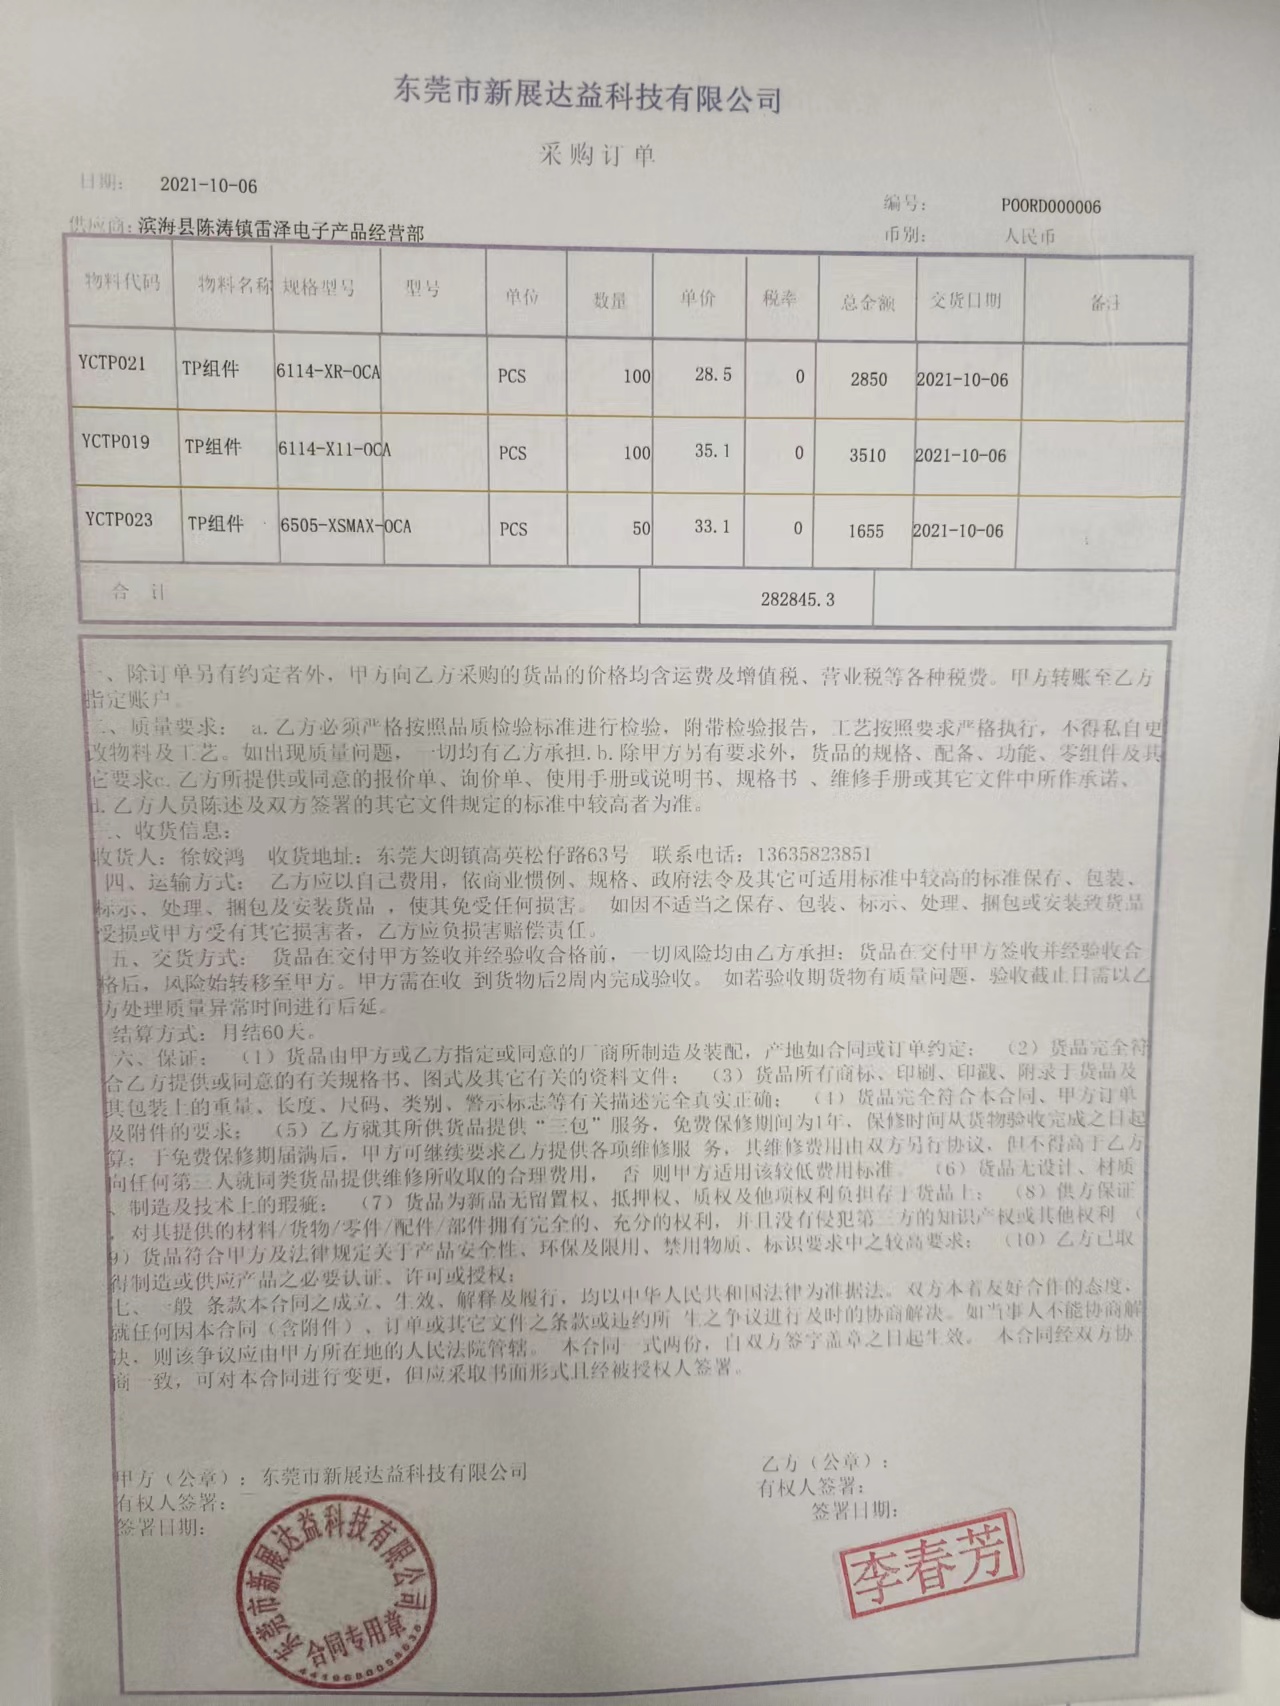 东莞市新展达益科技有限公司
采购订单
日期： 2021-10-06
编号： POORD000006
供应商：滨海县陈涛镇雷泽电子产品经营部
币别： 人民币
物料代码 物料名称 规格型号 型号 单位 数量 单价 税率 总金额 交货日期 备注
YCTP021 TP组件 6114-XR-OCA PCS 100 28.5 0 2850 2021-10-06
YCTP019 TP组件 6114-X11-OCA PCS 100 35.1 0 3510 2021-10-06
YCTP023 TP组件 6505-XSMAX-OCA PCS 50 33.1 0 1655 2021-10-06
合 计 282845.3
一、除订单另有约定者外，甲方向乙方采购的货品的价格均含运费及增值税、营业税等各种税费。甲方转账至乙方
指定账户。
二、质量要求： a.乙方必须严格按照品质检验标准进行检验，附带检验报告，工艺按照要求严格执行，不得私自更
改物料及工艺。如出现质量问题，一切均有乙方承担.b.除甲方另有要求外，货品的规格、配备、功能、零组件及其
它要求c.乙方所提供或同意的报价单、询价单、使用手册或说明书、规格书 、维修手册或其它文件中所作承诺、
d.乙方人员陈述及双方签署的其它文件规定的标准中较高者为准。
三、收货信息：
收货人：徐姣鸿 收货地址：东莞大朗镇高英松仔路63号 联系电话：13635823851
四、运输方式： 乙方应以自己费用，依商业惯例、规格、政府法令及其它可适用标准中较高的标准保存、包装、
标示、处理、捆包及安装货品 ，使其免受任何损害。 如因不适当之保存、包装、标示、处理、捆包或安装致货品
受损或甲方受有其它损害者，乙方应负损害赔偿责任。
五、交货方式： 货品在交付甲方签收并经验收合格前，一切风险均由乙方承担；货品在交付甲方签收并经验收合
格后，风险始转移至甲方。甲方需在收 到货物后2周内完成验收。 如若验收期货物有质量问题，验收截止日需以乙
方处理质量异常时间进行后延。
结算方式：月结60天。
六、保证： （1）货品由甲方或乙方指定或同意的厂商所制造及装配，产地如合同或订单约定； （2）货品完全符
合乙方提供或同意的有关规格书、图式及其它有关的资料文件； （3）货品所有商标、印刷、印戳、附录于货品及
其包装上的重量、长度、尺码、类别、警示标志等有关描述完全真实正确； （4）货品完全符合本合同、甲方订单
及附件的要求； （5）乙方就其所供货品提供“三包”服务，免费保修期间为1年，保修时间从货物验收完成之日起
算；于免费保修期届满后，甲方可继续要求乙方提供各项维修服 务，其维修费用由双方另行协议，但不得高于乙方
向任何第三人就同类货品提供维修所收取的合理费用， 否 则甲方适用该较低费用标准。 （6）货品无设计、材质
、制造及技术上的瑕疵； （7）货品为新品无留置权、抵押权、质权及他项权利负担存于货品上； （8）供方保证
，对其提供的材料/货物/零件/配件/部件拥有完全的、充分的权利，并且没有侵犯第三方的知识产权或其他权利 （
9）货品符合甲方及法律规定关于产品安全性、环保及限用、禁用物质、标识要求中之较高要求； （10）乙方已取
得制造或供应产品之必要认证、许可或授权；
七、一般 条款本合同之成立、生效、解释及履行，均以中华人民共和国法律为准据法。双方本着友好合作的态度，
就任何因本合同（含附件）、订单或其它文件之条款或违约所 生之争议进行及时的协商解决。如当事人不能协商解
决，则该争议应由甲方所在地的人民法院管辖。 本合同一式两份，自双方签字盖章之日起生效。 本合同经双方协
商一致，可对本合同进行变更，但应采取书面形式且经被授权人签署。
甲方（公章）：东莞市新展达益科技有限公司
乙方（公章）：
有权人签署：
有权人签署：
签署日期：
签署日期：
东莞市新展达益科技有限公司
合同专用章
李春芳